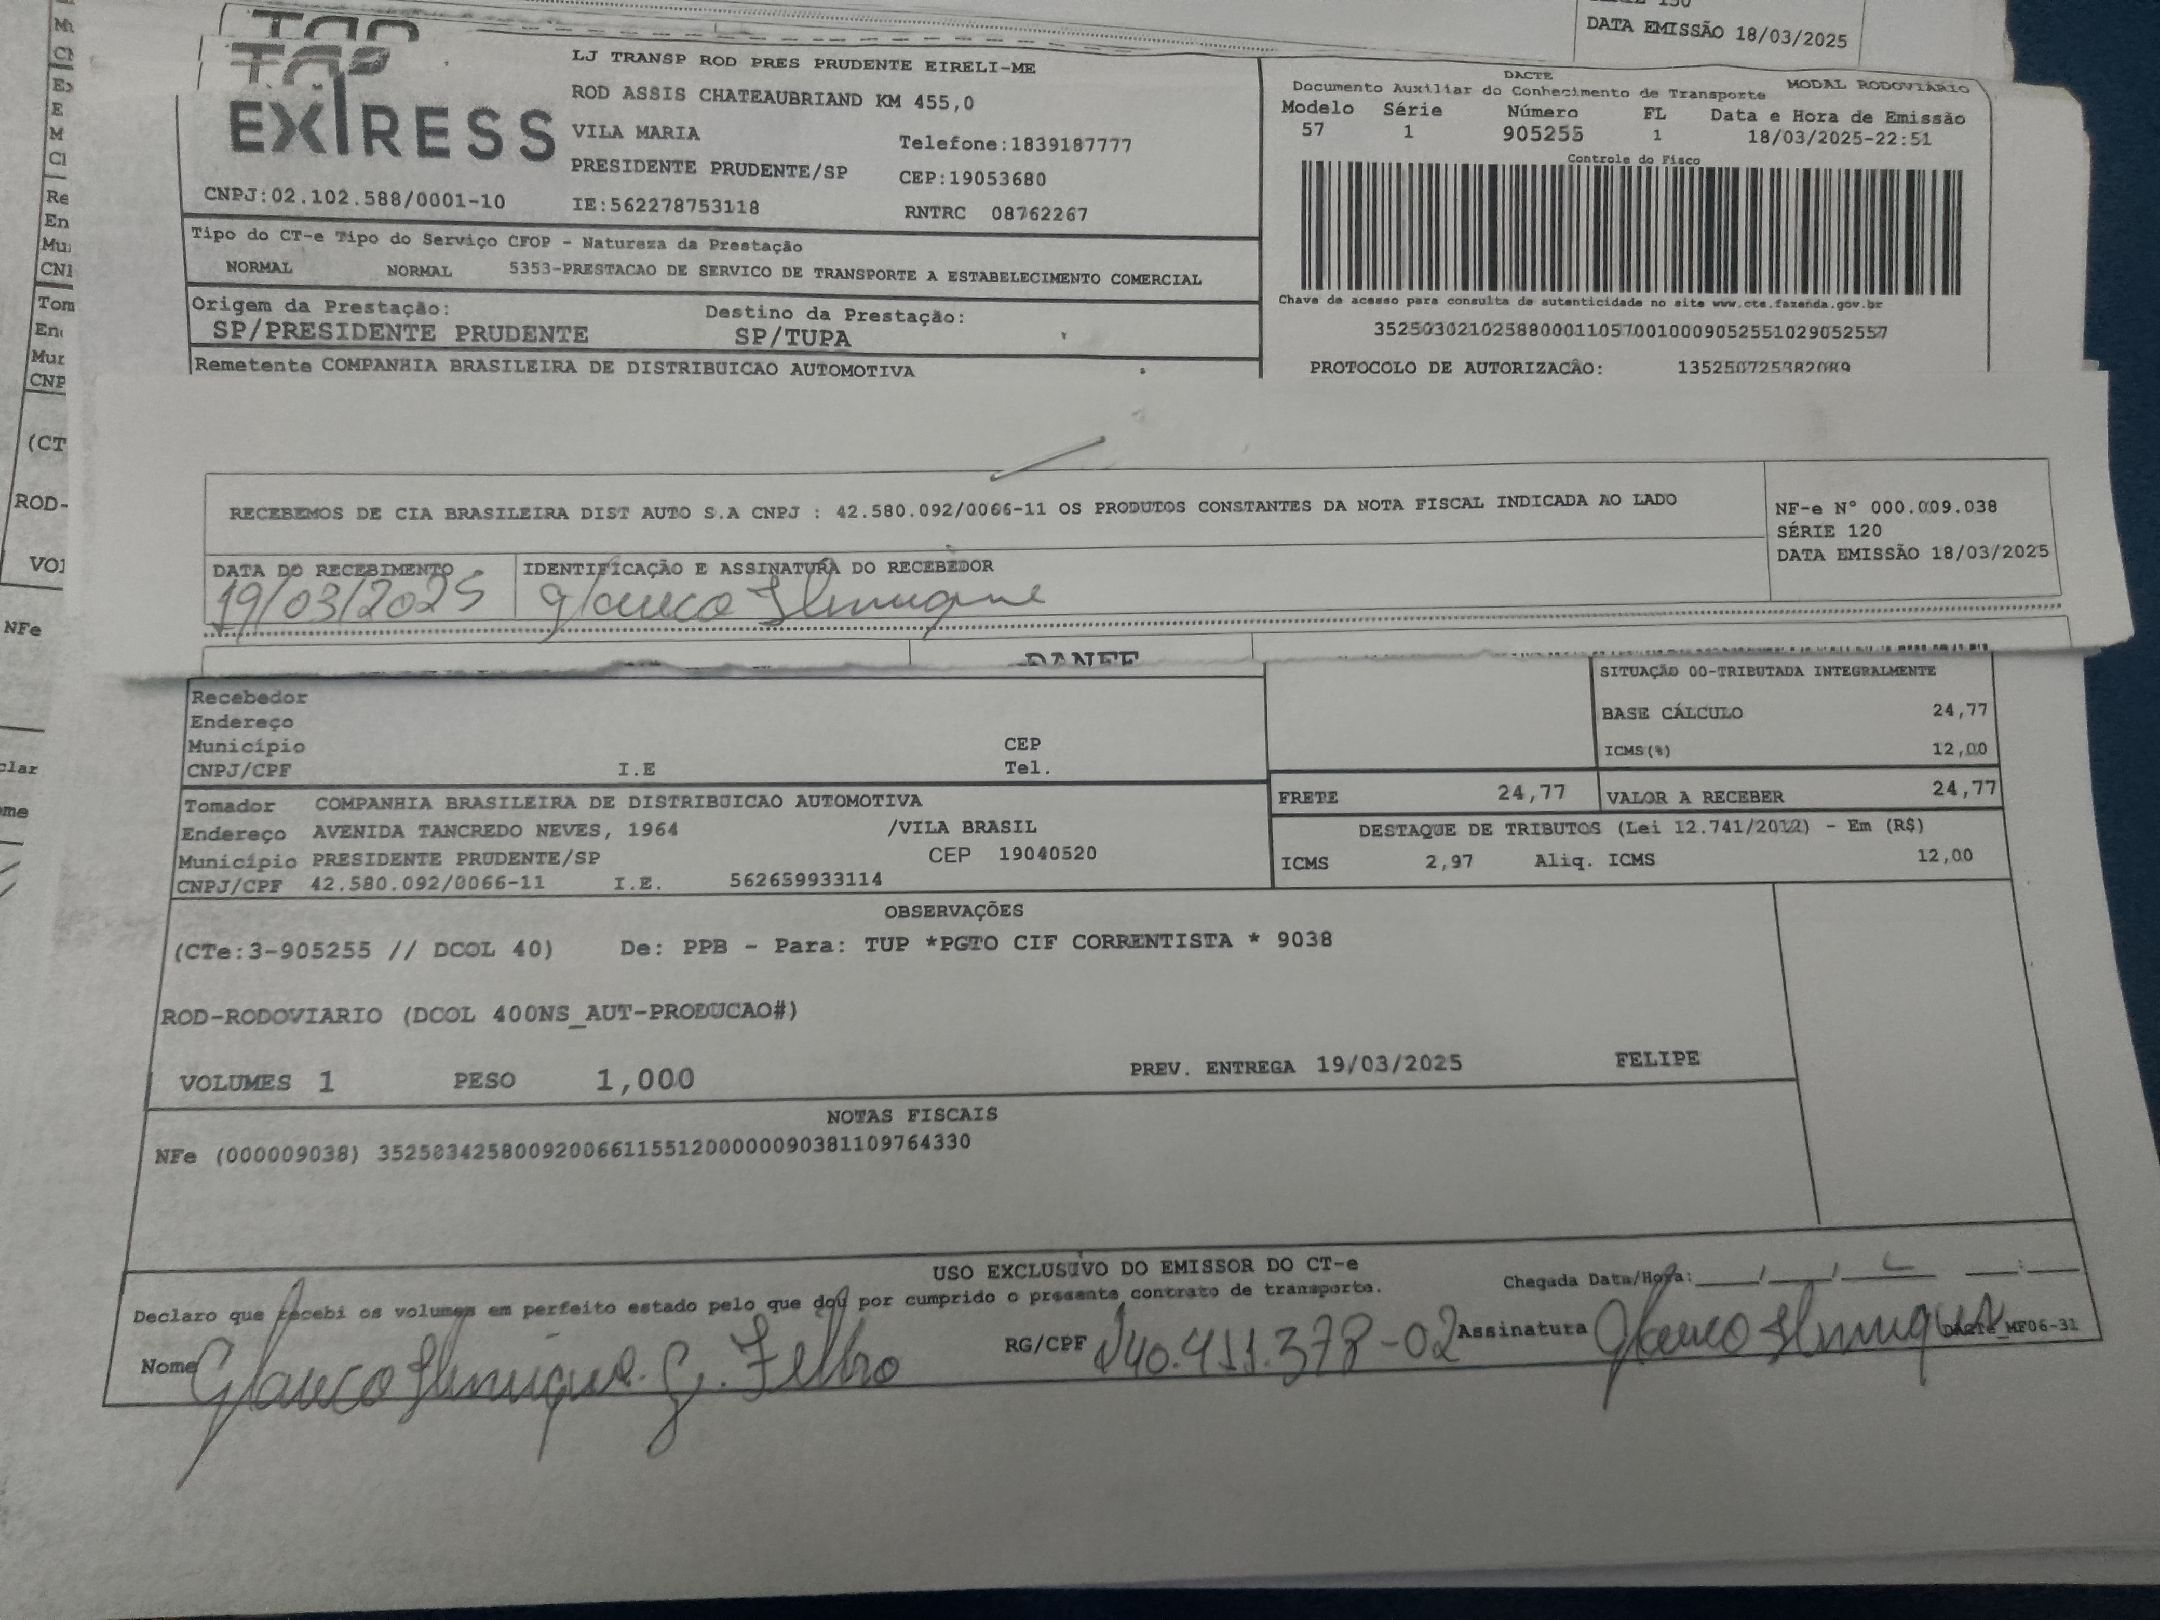 DATA EMISSÃO 18/03/2025
EXPRESS
LJ TRANSP ROD PRES PRUDENTE EIRELI-ME
ROD ASSIS CHATEAUBRIAND KM 455,0
VILA MARIA
Telefone:1839187777
PRESIDENTE PRUDENTE/SP CEP:19053680
CNPJ:02.102.588/0001-10 IE:562278753118 RNTRC 08762267
DACTE
Documento Auxiliar do Conhecimento de Transporte MODAL RODOVIÁRIO
Modelo Série Número FL Data e Hora de Emissão
57 1 905255 1 18/03/2025-22:51
Controle do Fisco
Tipo do CT-e Tipo do Serviço CFOP - Natureza da Prestação
NORMAL NORMAL 5353-PRESTACAO DE SERVICO DE TRANSPORTE A ESTABELECIMENTO COMERCIAL
Origem da Prestação: Destino da Prestação:
SP/PRESIDENTE PRUDENTE SP/TUPA
Chave de acesso para consulta de autenticidade no site www.cte.fazenda.gov.br
35250302102588000110570010009052551029052557
Remetente COMPANHIA BRASILEIRA DE DISTRIBUICAO AUTOMOTIVA
PROTOCOLO DE AUTORIZACÃO: 135250725382089
RECEBEMOS DE CIA BRASILEIRA DIST AUTO S.A CNPJ : 42.580.092/0066-11 OS PRODUTOS CONSTANTES DA NOTA FISCAL INDICADA AO LADO
NF-e N° 000.009.038
SÉRIE 120
DATA EMISSÃO 18/03/2025
DATA DO RECEBIMENTO IDENTIFICAÇÃO E ASSINATURA DO RECEBEDOR
19/03/2025 Glauco Henrique
DANFE
Recebedor
Endereço
Município CEP
CNPJ/CPF I.E Tel.
SITUAÇÃO 00-TRIBUTADA INTEGRALMENTE
BASE CÁLCULO 24,77
ICMS(%) 12,00
FRETE 24,77 VALOR A RECEBER 24,77
Tomador COMPANHIA BRASILEIRA DE DISTRIBUICAO AUTOMOTIVA
Endereço AVENIDA TANCREDO NEVES, 1964 /VILA BRASIL
Município PRESIDENTE PRUDENTE/SP CEP 19040520
CNPJ/CPF 42.580.092/0066-11 I.E. 562659933114
DESTAQUE DE TRIBUTOS (Lei 12.741/2012) - Em (R$)
ICMS 2,97 Aliq. ICMS 12,00
OBSERVAÇÕES
(CTe:3-905255 // DCOL 40) De: PPB - Para: TUP *PGTO CIF CORRENTISTA * 9038
ROD-RODOVIARIO (DCOL 400NS_AUT-PRODUCAO#)
VOLUMES 1 PESO 1,000 PREV. ENTREGA 19/03/2025 FELIPE
NOTAS FISCAIS
NFe (000009038) 35250342580092006611551200000090381109764330
USO EXCLUSIVO DO EMISSOR DO CT-e
Declaro que recebi os volumes em perfeito estado pelo que dou por cumprido o presente contrato de transporte.
Chegada Data/Hora:
Nome Glauco Henrique. G. Felho RG/CPF 440.411.378-02 Assinatura Glauco Henrique
DACTE_MF06-31